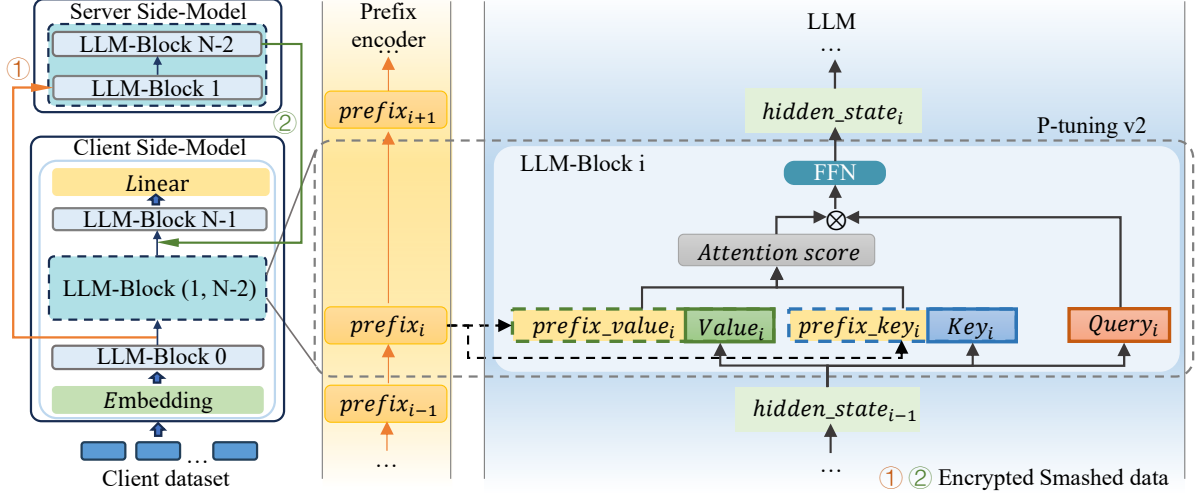 Server Side-Model
LLM-Block N-2
LLM-Block 1
①
②
Client Side-Model
Linear
LLM-Block N-1
LLM-Block (1, N-2)
LLM-Block 0
Embedding
...
Client dataset
Prefix
encoder
...
prefix_{i+1}
prefix_i
prefix_{i−1}
...
LLM
...
hidden_state_i
P-tuning v2
LLM-Block i
FFN
⊗
Attention score
prefix_value_i Value_i prefix_key_i Key_i Query_i
hidden_state_{i−1}
...
① ② Encrypted Smashed data